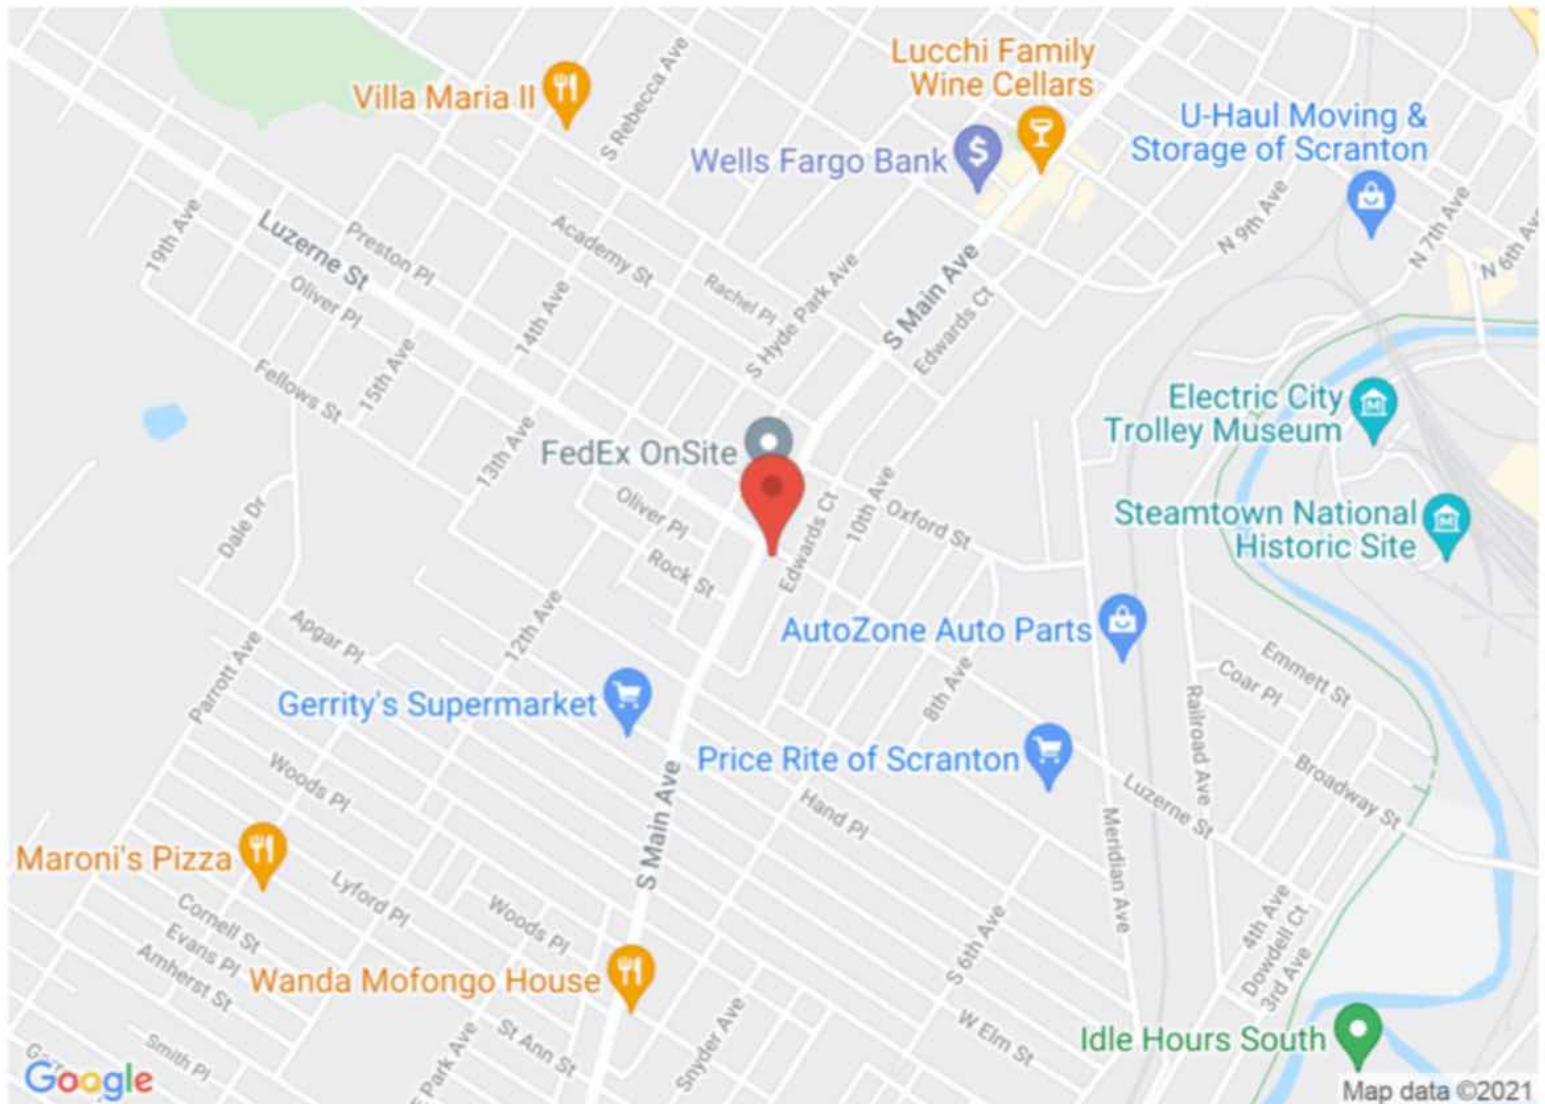 Lucchi Family
Wine Cellars
Villa Maria II
S Rebecca Ave
U-Haul Moving &
Storage of Scranton
Wells Fargo Bank
19th Ave
Luzerne St
Preston Pl
Academy St
N 9th Ave
N 7th Ave
N 6th Ave
Oliver Pl
14th Ave
Rachel Pl
S Hyde Park Ave
S Main Ave
Edwards Ct
Fellows St
15th Ave
Electric City
Trolley Museum
FedEx OnSite
13th Ave
Oliver Pl
Edwards Ct
10th Ave
Oxford St
Steamtown National
Historic Site
Dale Dr
Rock St
Apgar Pl
12th Ave
AutoZone Auto Parts
Parrott Ave
Gerrity's Supermarket
8th Ave
Emmett St
Coar Pl
Railroad Ave
Price Rite of Scranton
Woods Pl
S Main Ave
Hand Pl
Luzerne St
Broadway St
Meridian Ave
Maroni's Pizza
Lyford Pl
Cornell St
Evans Pl
Amherst St
Woods Pl
S 6th Ave
4th Ave
Dowdell Ct
3rd Ave
Wanda Mofongo House
St Ann St
Snyder Ave
W Elm St
Idle Hours South
Smith Pl
Park Ave
Google
Map data ©2021